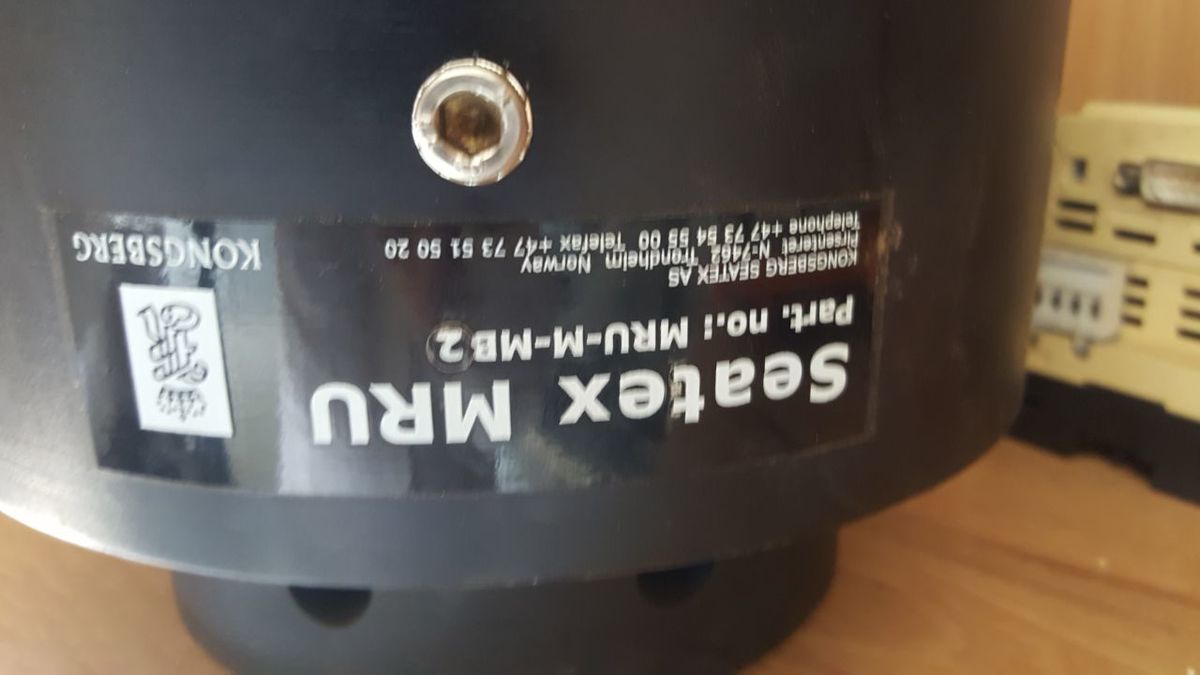 Seatex MRU
Part. no.: MRU-M-MB2
KONGSBERG SEATEX AS
Pirsenteret, N-7462 Trondheim, Norway
Telephone +47 73 54 55 00 Telefax +47 73 51 50 20
KONGSBERG